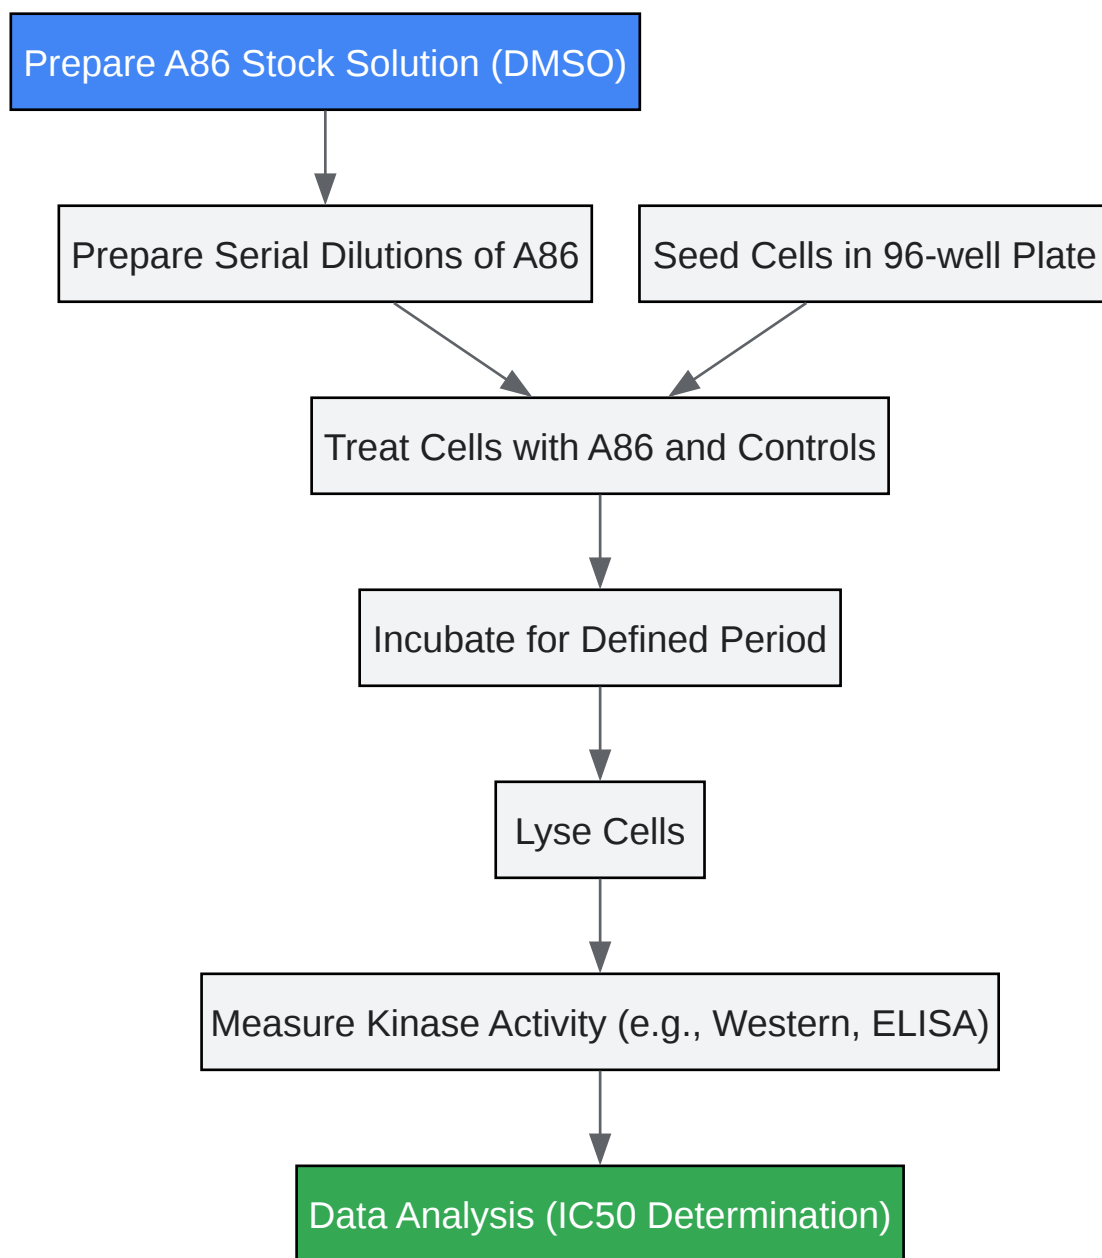 Prepare A86 Stock Solution (DMSO)
Prepare Serial Dilutions of A86
Seed Cells in 96-well Plate
Treat Cells with A86 and Controls
Incubate for Defined Period
Lyse Cells
Measure Kinase Activity (e.g., Western, ELISA)
Data Analysis (IC50 Determination)